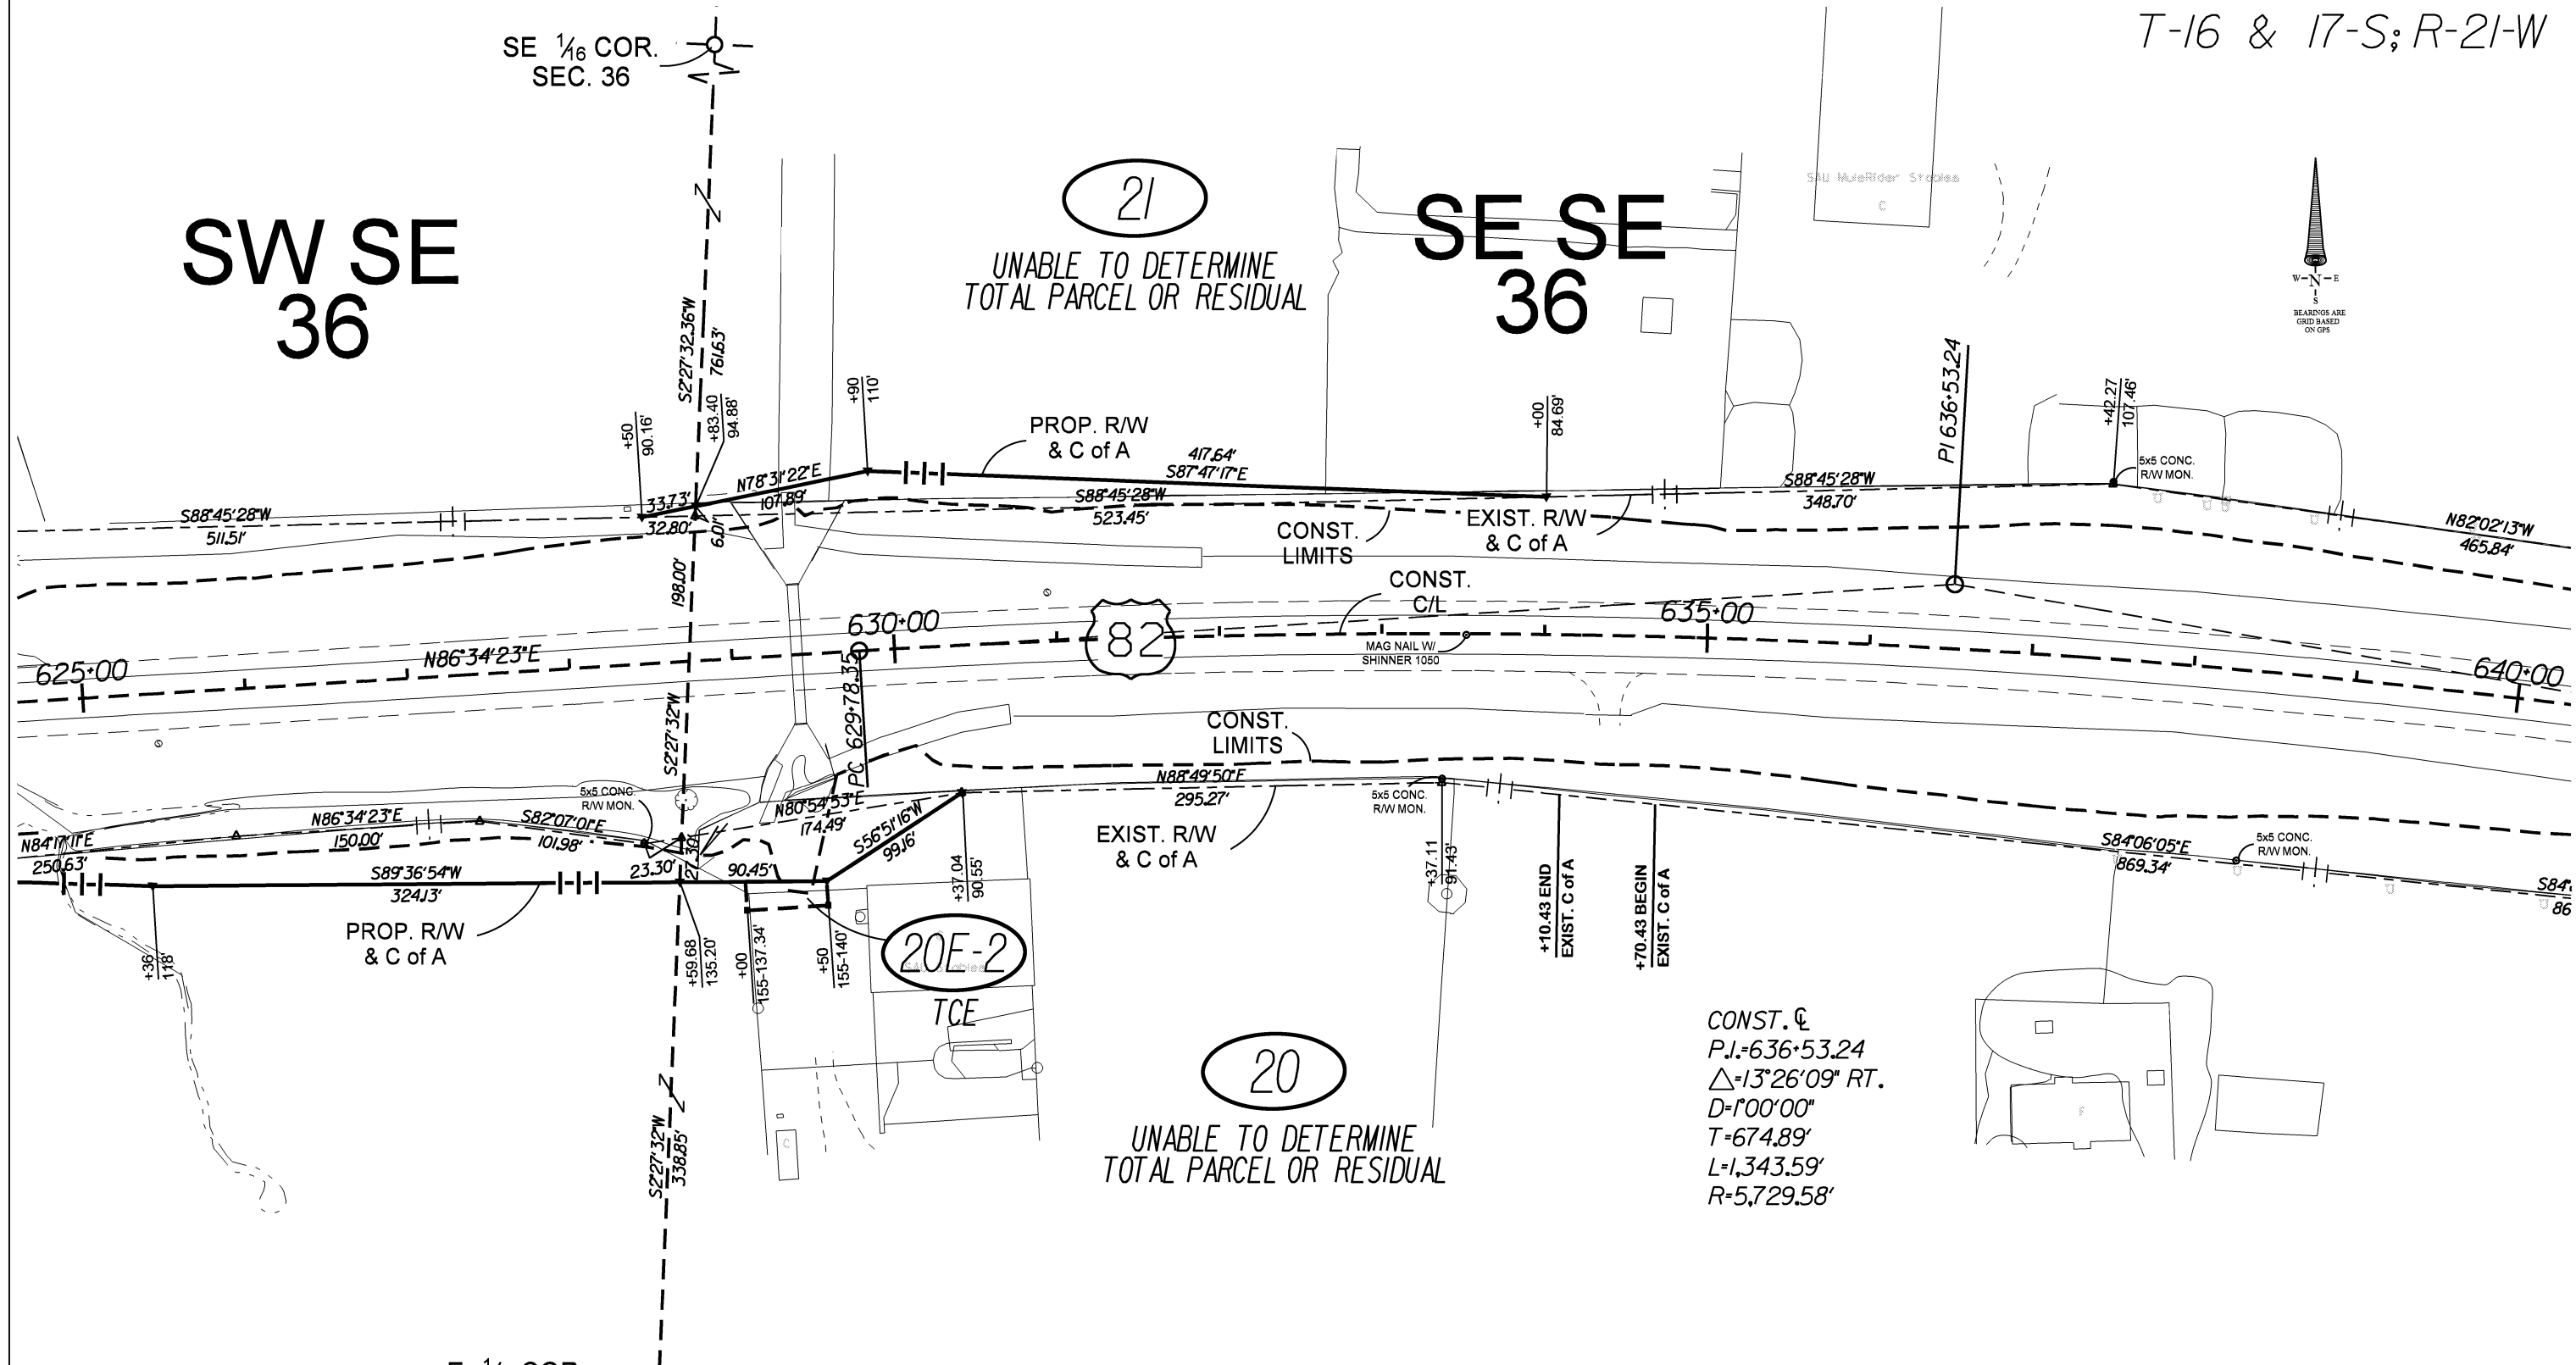 T-16 & 17-S; R-21-W
SE 1/16 COR.
SEC. 36
SW SE
36
21
UNABLE TO DETERMINE
TOTAL PARCEL OR RESIDUAL
SE SE
36
SAU MuleRider Stables
C
W-N-E
S
BEARINGS ARE
GRID BASED
ON GPS
S2°27'32.36"W
761.63'
+50
90.16'
+83.40
94.88'
+90
110'
PROP. R/W
& C of A
+00
84.69'
PI 636+53.24
+42.27
107.46'
5x5 CONC.
R/W MON.
S88°45'28"W
511.51'
33.73'
32.80'
N78°31'22"E
107.89'
6.01'
417.64'
S87°47'17"E
S88°45'28"W
523.45'
CONST.
LIMITS
EXIST. R/W
& C of A
S88°45'28"W
348.70'
N82°02'13"W
465.84'
198.00'
CONST.
C/L
625+00
N86°34'23"E
630+00
82
635+00
640+00
MAG NAIL W/
SHINNER 1050
S2°27'32"W
PC 629+78.35
CONST.
LIMITS
5x5 CONC.
R/W MON.
N84°17'11"E
250.63'
N86°34'23"E
150.00'
S82°07'01"E
101.98'
N80°54'53"E
174.49'
S56°51'16"W
99.16'
N88°49'50"E
295.27'
5x5 CONC.
R/W MON.
EXIST. R/W
& C of A
S89°36'54"W
324.13'
23.30'
27.30'
90.45'
PROP. R/W
& C of A
+36
118'
+59.68
135.20'
+00
155-137.34'
+50
155-140'
+37.04
90.55'
+37.11
91.43'
+10.43 END
EXIST. C of A
+70.43 BEGIN
EXIST. C of A
S84°06'05"E
869.34'
5x5 CONC.
R/W MON.
S84°
86
20E-2
SAU Stables
TCE
20
UNABLE TO DETERMINE
TOTAL PARCEL OR RESIDUAL
C
F
S2°27'32"W
338.85'
CONST. ℄
P.I.=636+53.24
△=13°26'09" RT.
D=1°00'00"
T=674.89'
L=1,343.59'
R=5,729.58'